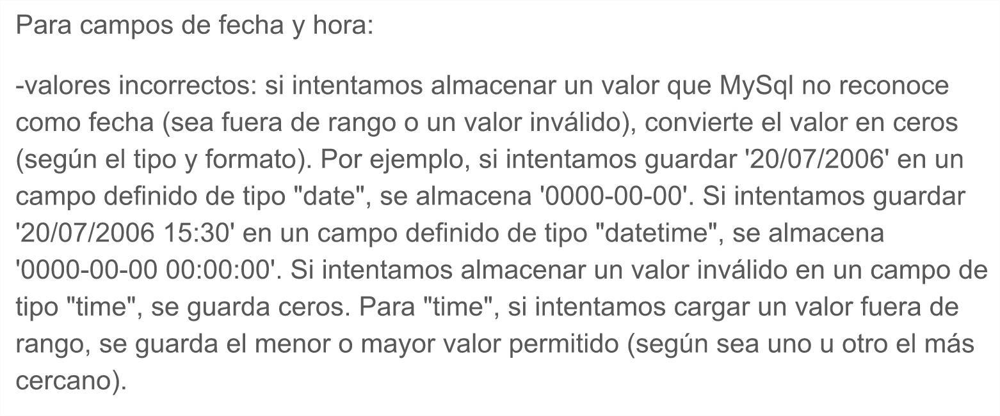 Para campos de fecha y hora:
-valores incorrectos: si intentamos almacenar un valor que MySql no reconoce
como fecha (sea fuera de rango o un valor inválido), convierte el valor en ceros
(según el tipo y formato). Por ejemplo, si intentamos guardar '20/07/2006' en un
campo definido de tipo "date", se almacena '0000-00-00'. Si intentamos guardar
'20/07/2006 15:30' en un campo definido de tipo "datetime", se almacena
'0000-00-00 00:00:00'. Si intentamos almacenar un valor inválido en un campo de
tipo "time", se guarda ceros. Para "time", si intentamos cargar un valor fuera de
rango, se guarda el menor o mayor valor permitido (según sea uno u otro el más
cercano).